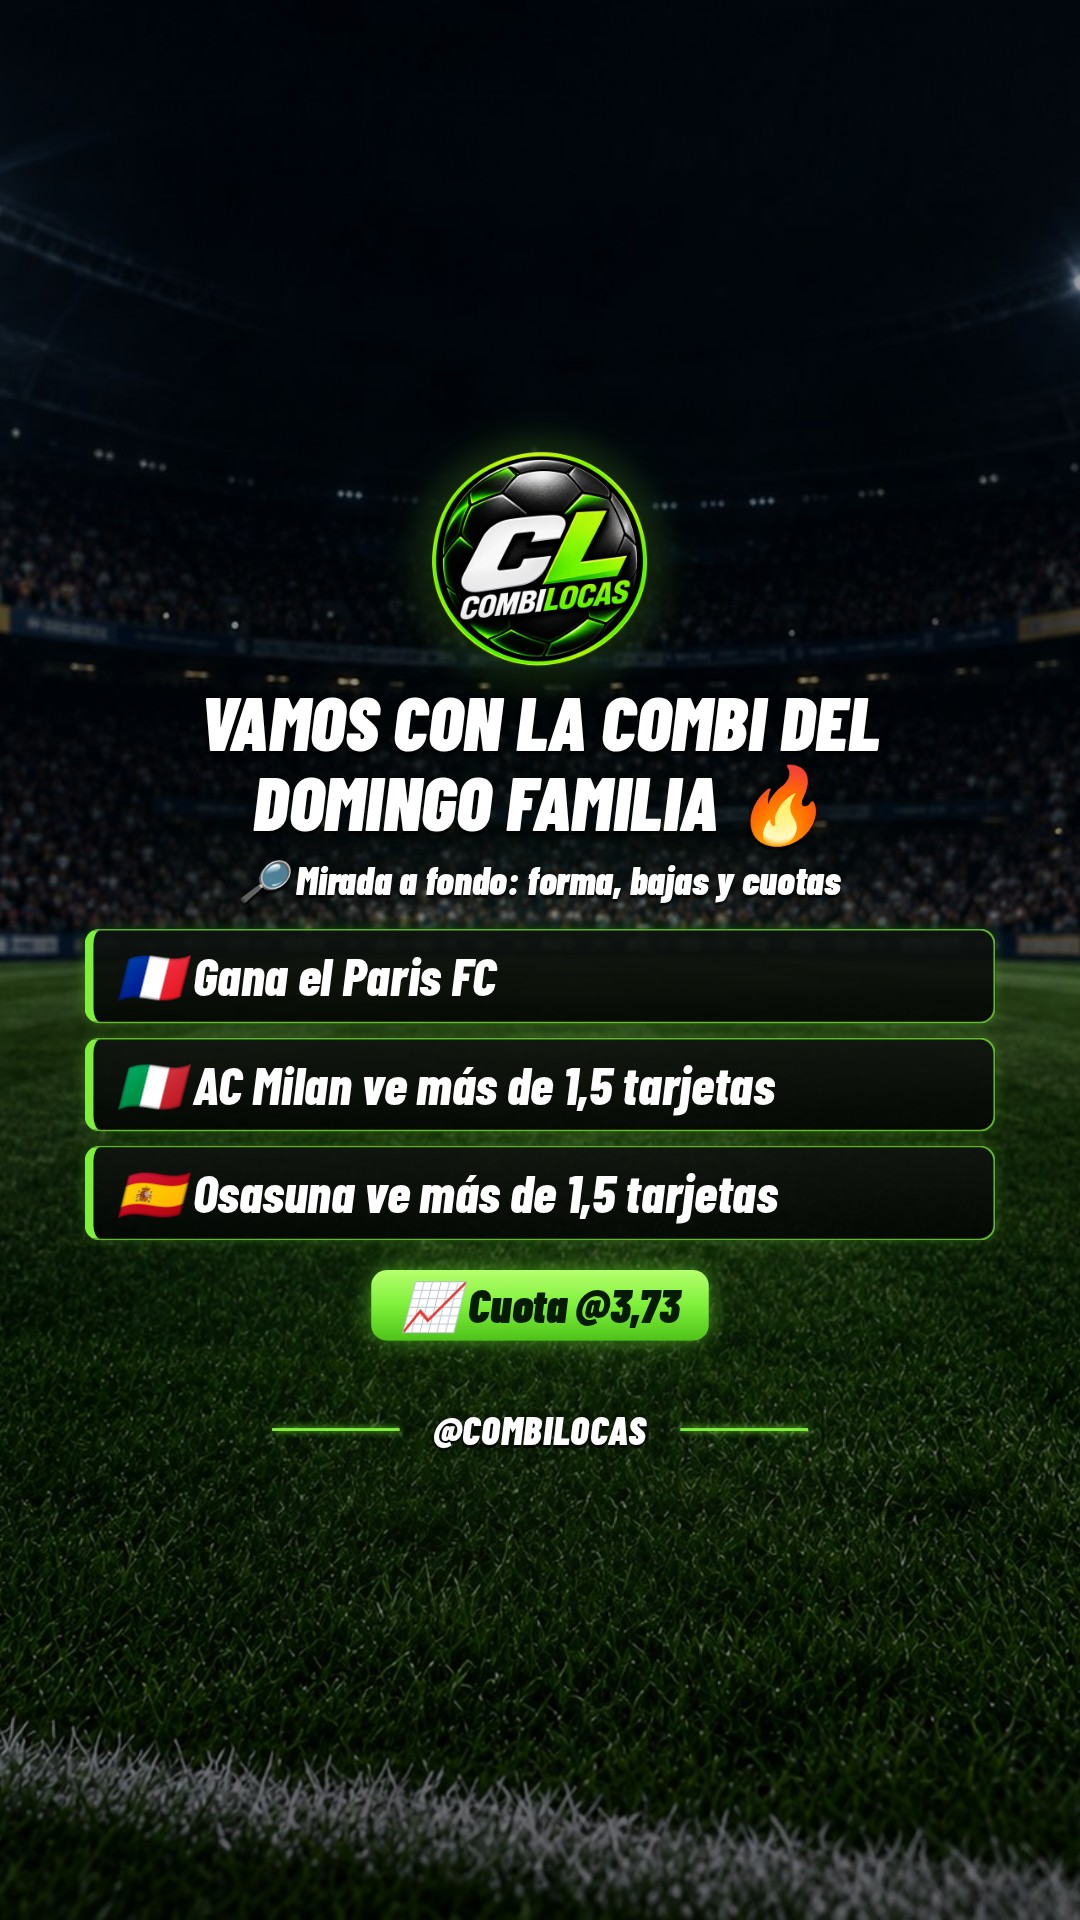 CL
COMBILOCAS
VAMOS CON LA COMBI DEL
DOMINGO FAMILIA 🔥
🔎 Mirada a fondo: forma, bajas y cuotas
🇫🇷 Gana el Paris FC
🇮🇹 AC Milan ve más de 1,5 tarjetas
🇪🇸 Osasuna ve más de 1,5 tarjetas
📈 Cuota @3,73
@COMBILOCAS